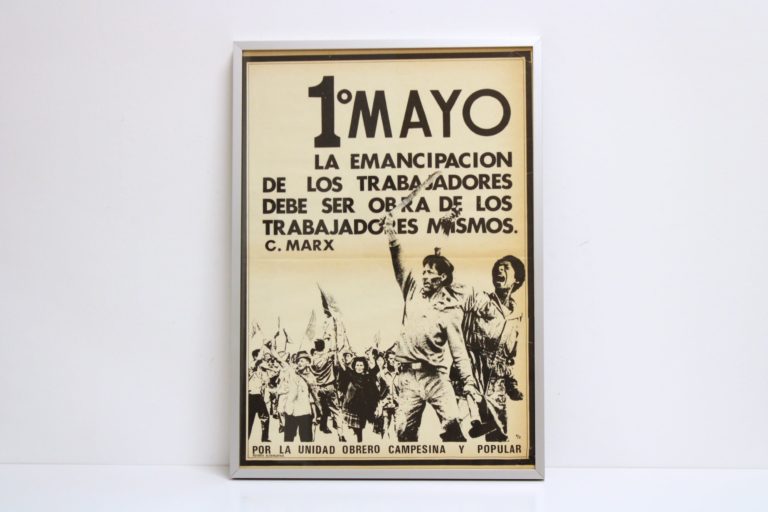 1º MAYO
LA EMANCIPACION
DE LOS TRABAJADORES
DEBE SER OBRA DE LOS
TRABAJADORES MISMOS.
C. MARX
POR LA UNIDAD OBRERO CAMPESINA Y POPULAR